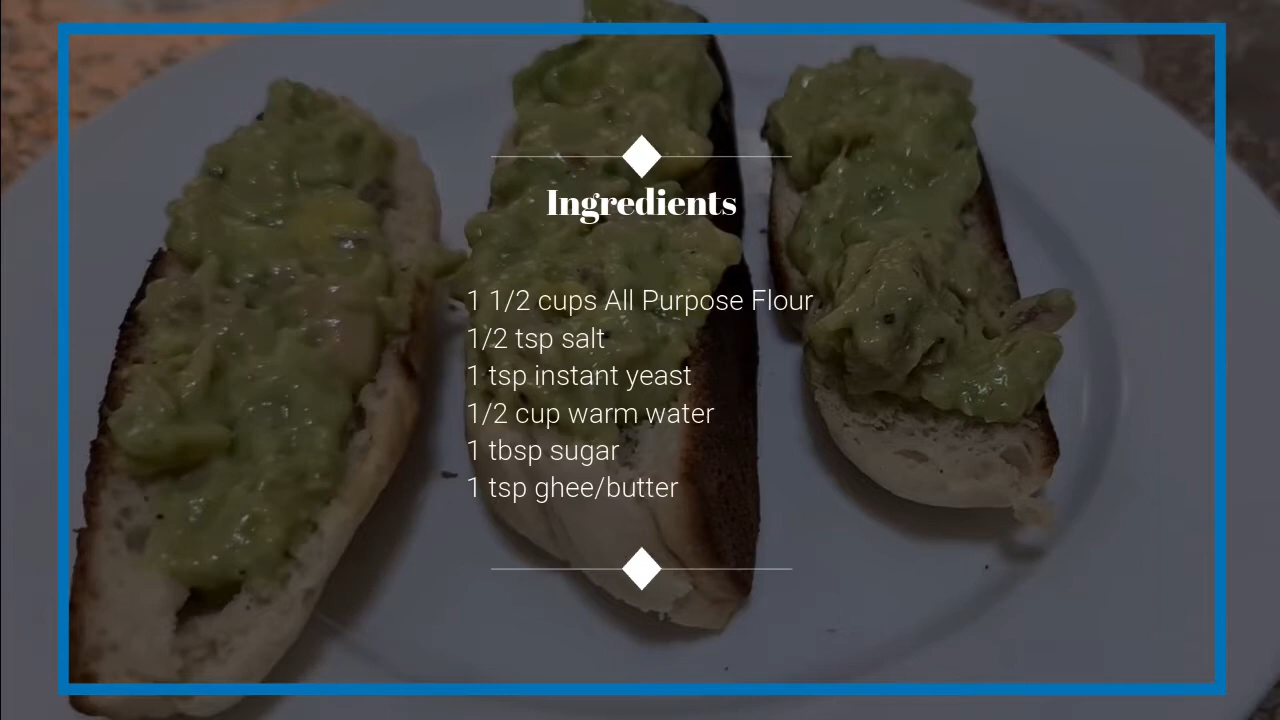 Ingredients
1 1/2 cups All Purpose Flour
1/2 tsp salt
1 tsp instant yeast
1/2 cup warm water
1 tbsp sugar
1 tsp ghee/butter